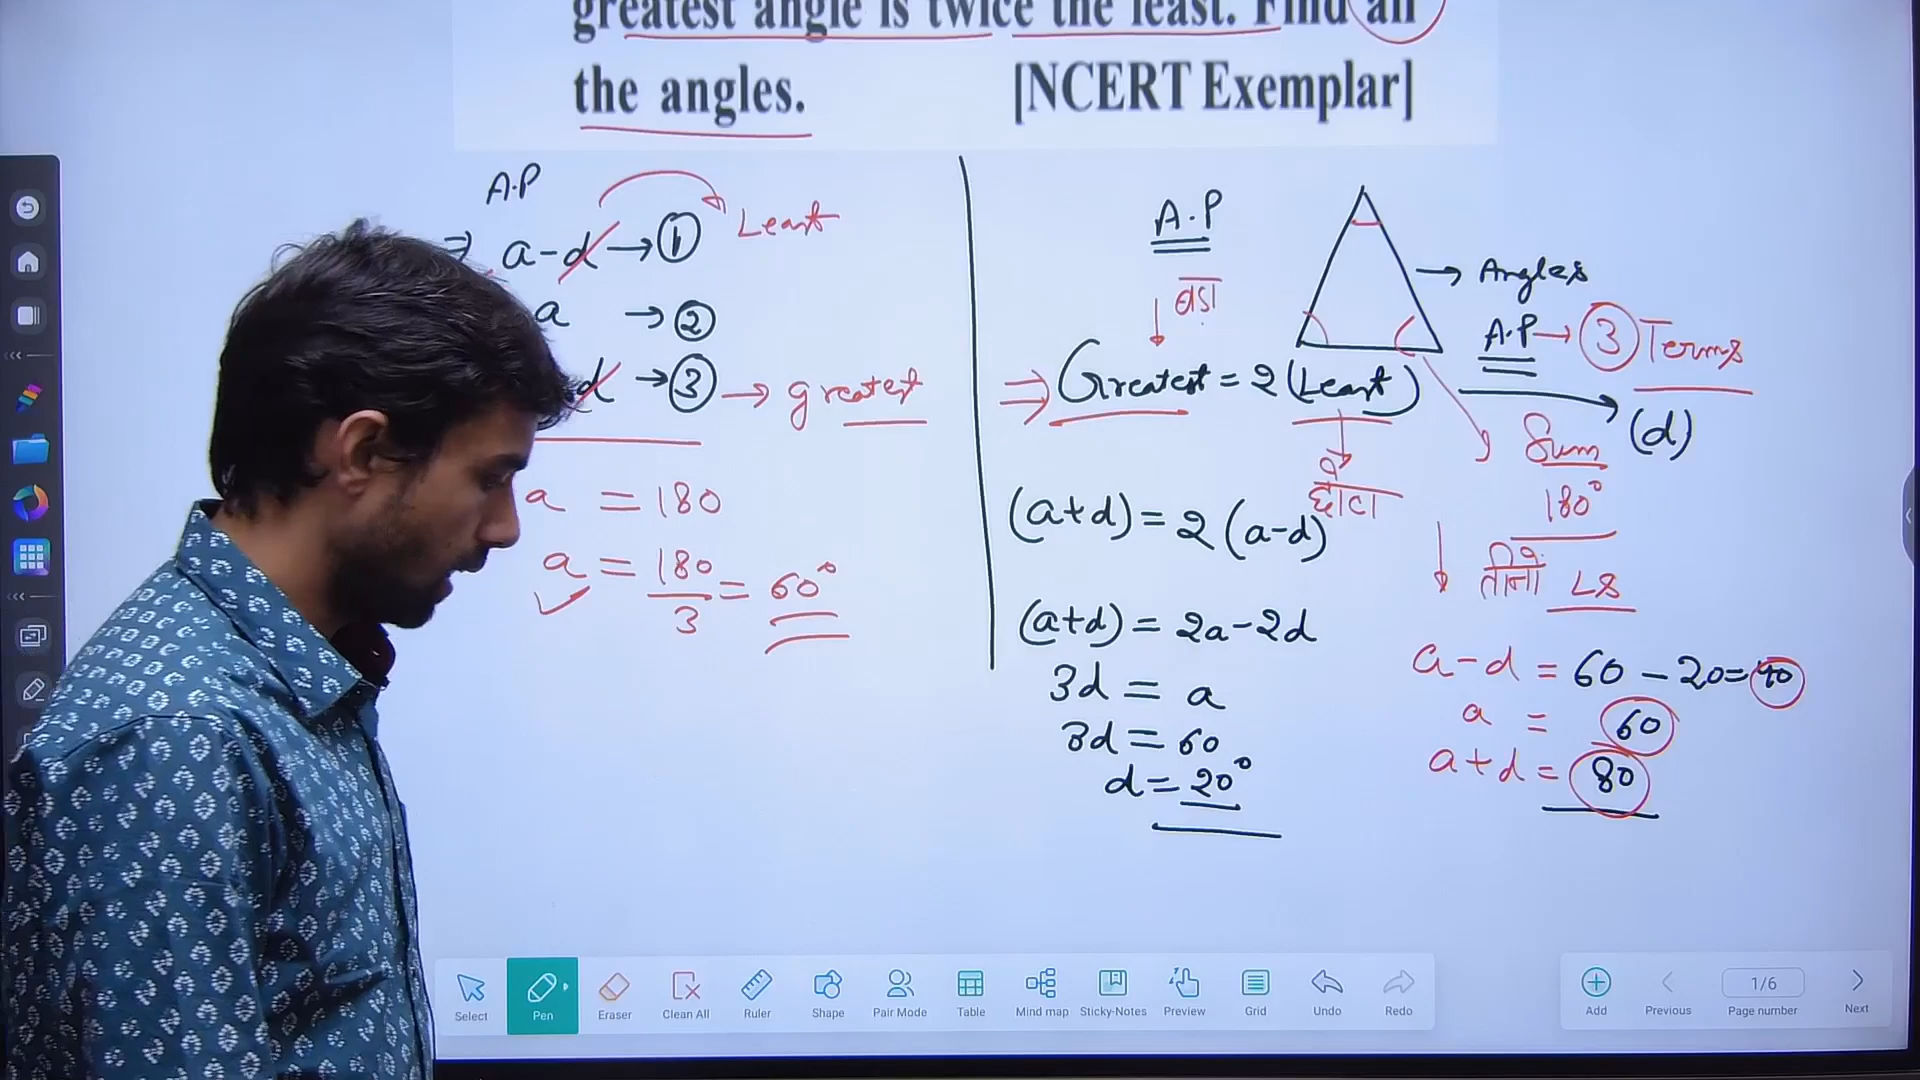 greatest angle is twice the least. Find all
the angles. [NCERT Exemplar]
A.P
⇒ a-d → ① Least
a → ②
d → ③ → greatest
a = 180
a = 180/3 = 60°
A.P
बड़ा
⇒ Greatest = 2 (Least)
छोटा
(a+d) = 2(a-d)
(a+d) = 2a-2d
3d = a
3d = 60
d = 20°
→ Angles
A.P → ③ Terms
(d)
Sum
180°
तीनों ∠s
a-d = 60 - 20 = 40
a = 60
a+d = 80
Select
Pen
Eraser
Clean All
Ruler
Shape
Pair Mode
Table
Mind map
Sticky-Notes
Preview
Grid
Undo
Redo
Add
Previous
1/6
Page number
Next